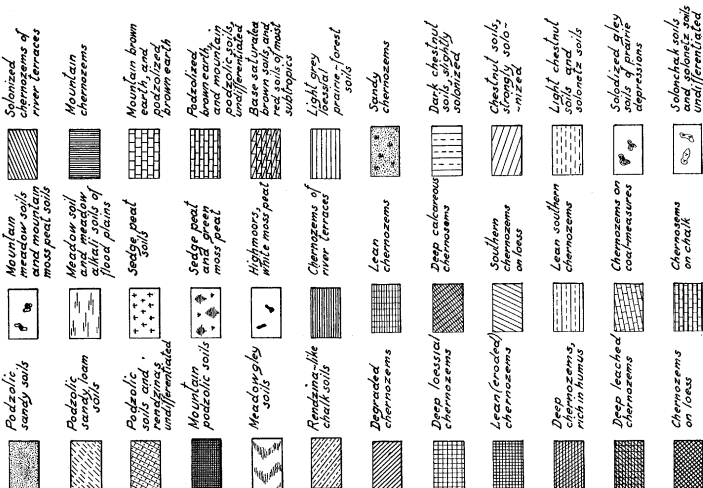 Podzolic
sandy soils
Podzolic
sandy loam
soils
Podzolic
soils and
rendzinas
undifferentiated
Mountain
podzolic soils
Meadow gley
soils
Rendzina-like
chalk soils
Degraded
chernozems
Deep loessial
chernozems
Lean (eroded)
chernozems
Deep
chernozems,
rich in humus
Deep leached
chernozems
Chernozems
on loess
Mountain
meadow soils
and mountain
moss peat soils
Meadow soil
and meadow
alkali soils of
flood plains
Sedge peat
soils
Sedge peat
and green
moss peat
Highmoors,
white moss peat
Chernozems of
river terraces
Lean
chernozems
Deep calcareous
chernosems
Southern
chernozems
on loess
Lean southern
chernozems
Chernozems on
coal-measures
Chernosems
on chalk
Solonized
chernozems of
river terraces
Mountain
chernozems
Mountain brown
earth, and
podzolized
brown earth
Podzolized
brown earth,
and mountain
podzolic soils,
undifferentiated
Base saturated
brown soils, and
red soils of moist
subtropics
Light grey
loessial
prairie-forest
soils
Sandy
chernozems
Dark chestnut
soils, slightly
solonized
Chestnut soils,
strongly solo-
-nized
Light chestnut
soils and
solonetz soils
Solodized gley
soils of prairie
depressions
Solonchak soils
and solonetz soils
undifferentiated